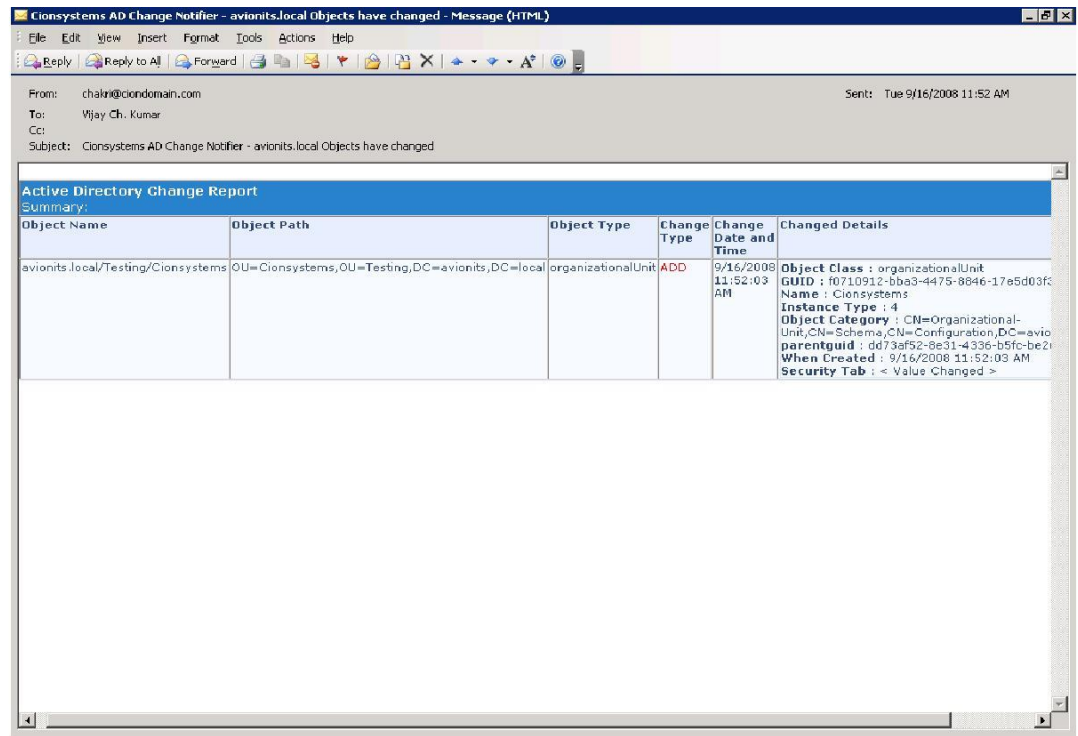 Cionsystems AD Change Notifier - avionits.local Objects have changed - Message (HTML)
File Edit View Insert Format Tools Actions Help
Reply Reply to All Forward
From: chakri@ciondomain.com
Sent: Tue 9/16/2008 11:52 AM
To: Vijay Ch. Kumar
Cc:
Subject: Cionsystems AD Change Notifier - avionits.local Objects have changed
Active Directory Change Report
Summary:
Object Name Object Path Object Type Change Type Change Date and Time Changed Details
avionits.local/Testing/Cionsystems OU=Cionsystems,OU=Testing,DC=avionits,DC=local organizationalUnit ADD 9/16/2008 11:52:03 AM
Object Class : organizationalUnit
GUID : f0710912-bba3-4475-8846-17e5d03f3
Name : Cionsystems
Instance Type : 4
Object Category : CN=Organizational-
Unit,CN=Schema,CN=Configuration,DC=avio
parentguid : dd73af52-8e31-4336-b5fc-be2
When Created : 9/16/2008 11:52:03 AM
Security Tab : < Value Changed >